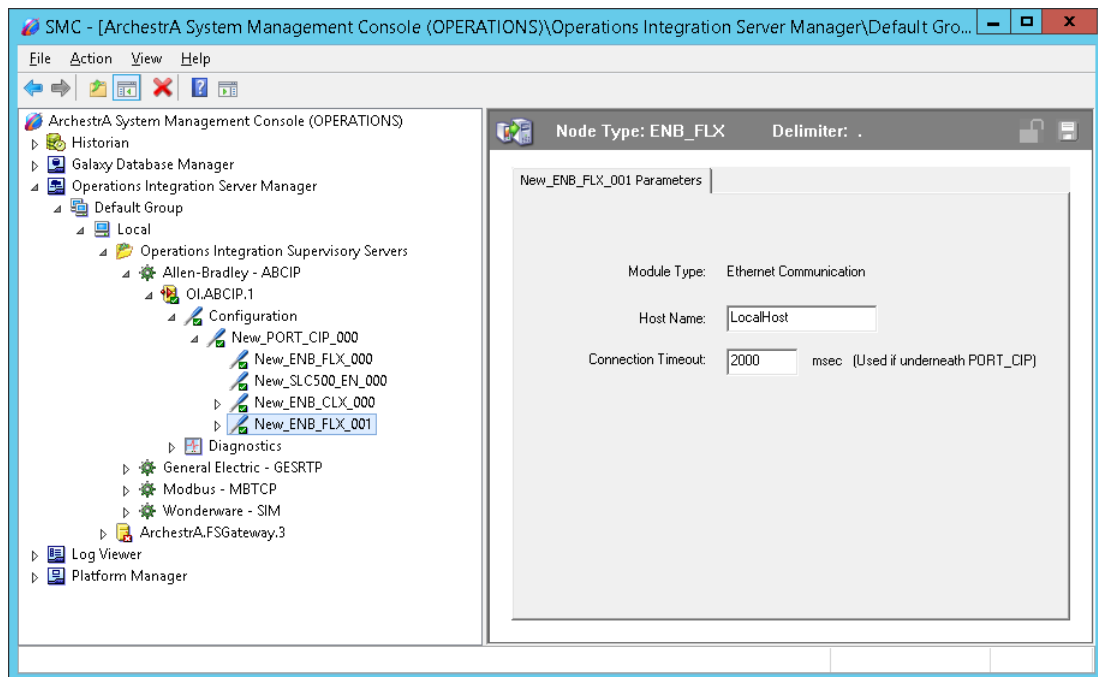 SMC - [ArchestrA System Management Console (OPERATIONS)\Operations Integration Server Manager\Default Gro...
File Action View Help
ArchestrA System Management Console (OPERATIONS)
Historian
Galaxy Database Manager
Operations Integration Server Manager
Default Group
Local
Operations Integration Supervisory Servers
Allen-Bradley - ABCIP
OI.ABCIP.1
Configuration
New_PORT_CIP_000
New_ENB_FLX_000
New_SLC500_EN_000
New_ENB_CLX_000
New_ENB_FLX_001
Diagnostics
General Electric - GESRTP
Modbus - MBTCP
Wonderware - SIM
ArchestrA.FSGateway.3
Log Viewer
Platform Manager
Node Type: ENB_FLX Delimiter: .
New_ENB_FLX_001 Parameters
Module Type: Ethernet Communication
Host Name: LocalHost
Connection Timeout: 2000 msec (Used if underneath PORT_CIP)